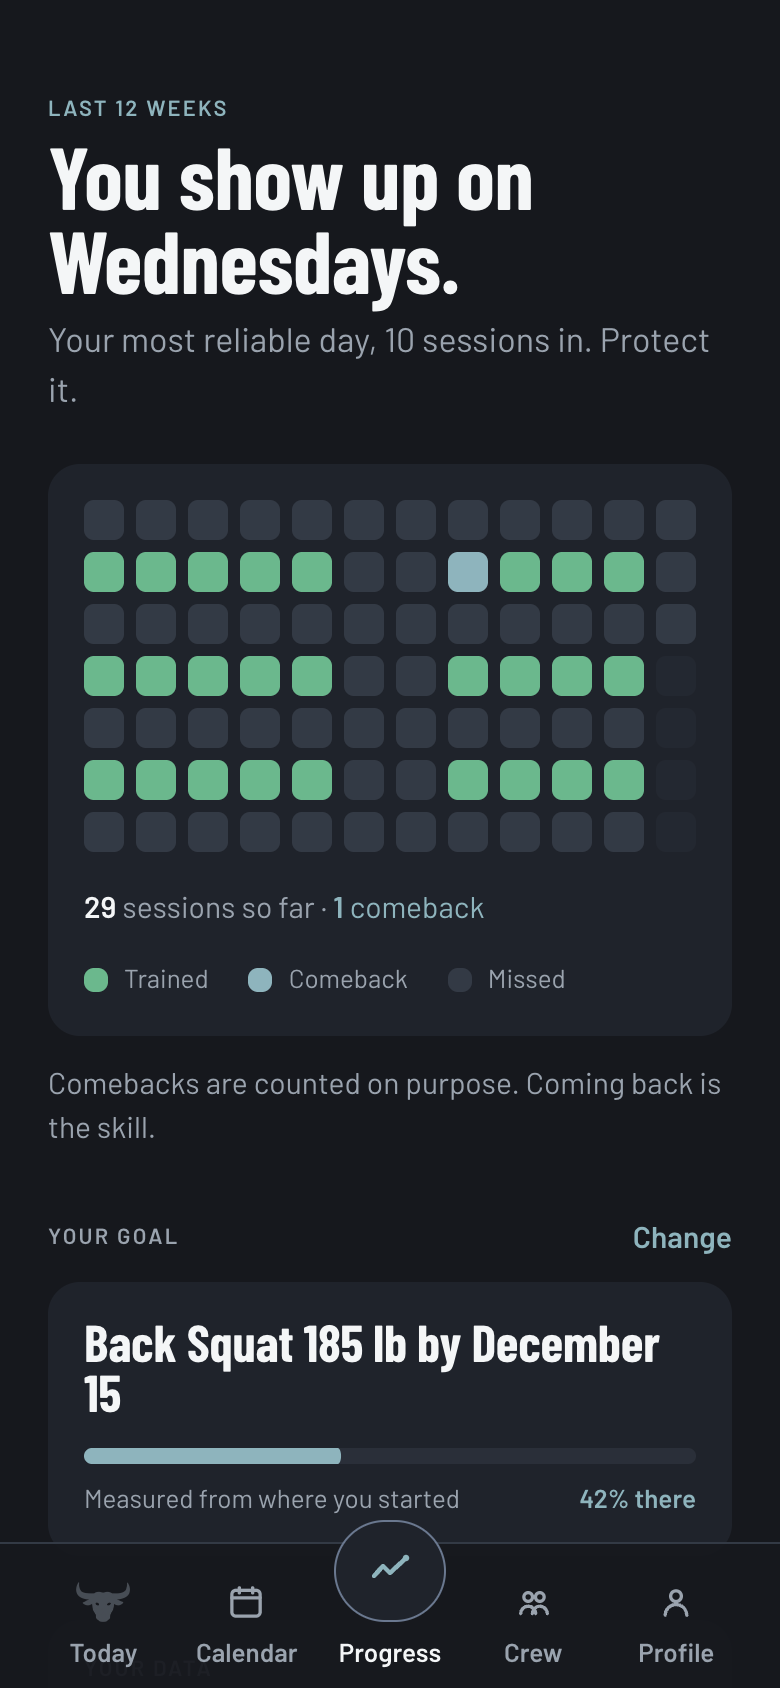 LAST 12 WEEKS
You show up on
Wednesdays.
Your most reliable day, 10 sessions in. Protect
it.
29 sessions so far · 1 comeback
Trained Comeback Missed
Comebacks are counted on purpose. Coming back is
the skill.
YOUR GOAL Change
Back Squat 185 lb by December
15
Measured from where you started 42% there
Today Calendar Progress Crew Profile
YOUR DATA